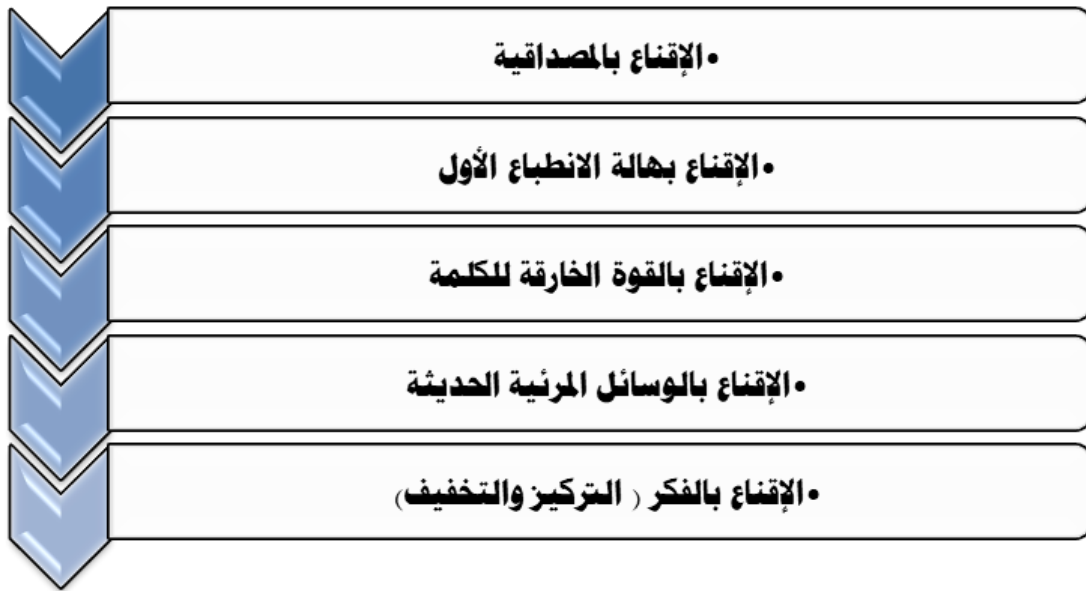 •الإقناع بالمصداقية
•الإقناع بهالة الانطباع الأول
•الإقناع بالقوة الخارقة للكلمة
•الإقناع بالوسائل المرئية الحديثة
•الإقناع بالفكر ( التركيز والتخفيف)